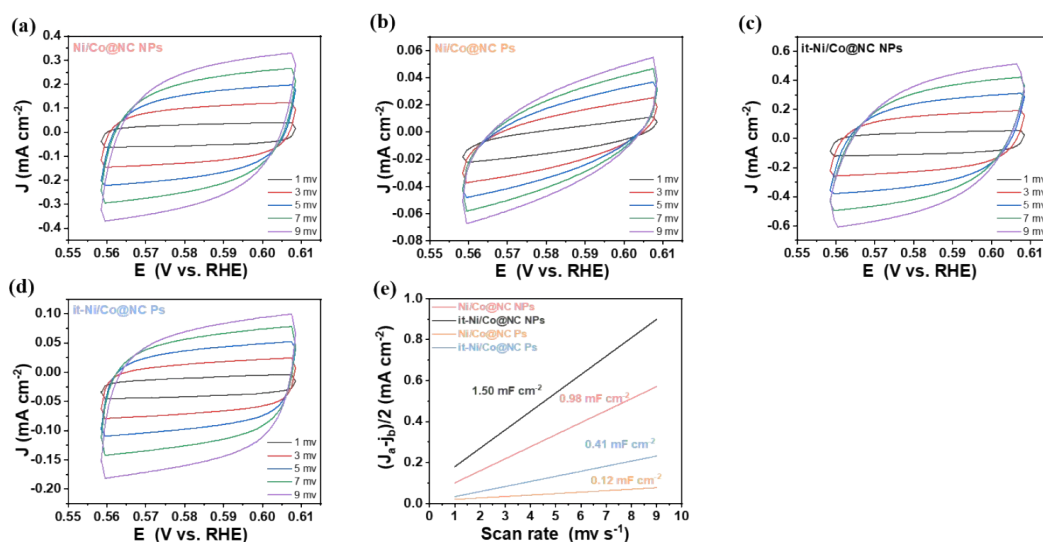 (a)
Ni/Co@NC NPs
0.4
0.3
0.2
0.1
0.0
-0.1
-0.2
-0.3
-0.4
J (mA cm-2)
1 mv
3 mv
5 mv
7 mv
9 mv
0.55 0.56 0.57 0.58 0.59 0.60 0.61
E (V vs. RHE)
(b)
Ni/Co@NC Ps
0.06
0.04
0.02
0.00
-0.02
-0.04
-0.06
-0.08
J (mA cm-2)
1 mv
3 mv
5 mv
7 mv
9 mv
0.55 0.56 0.57 0.58 0.59 0.60 0.61
E (V vs. RHE)
(c)
it-Ni/Co@NC NPs
0.6
0.4
0.2
0.0
-0.2
-0.4
-0.6
J (mA cm-2)
1 mv
3 mv
5 mv
7 mv
9 mv
0.55 0.56 0.57 0.58 0.59 0.60 0.61
E (V vs. RHE)
(d)
it-Ni/Co@NC Ps
0.10
0.05
0.00
-0.05
-0.10
-0.15
-0.20
J (mA cm-2)
1 mv
3 mv
5 mv
7 mv
9 mv
0.55 0.56 0.57 0.58 0.59 0.60 0.61
E (V vs. RHE)
(e)
1.0
0.8
0.6
0.4
0.2
0.0
(Ja-jb)/2 (mA cm-2)
Ni/Co@NC NPs
it-Ni/Co@NC NPs
Ni/Co@NC Ps
it-Ni/Co@NC Ps
1.50 mF cm-2
0.98 mF cm-2
0.41 mF cm-2
0.12 mF cm-2
0 1 2 3 4 5 6 7 8 9 10
Scan rate (mv s-1)